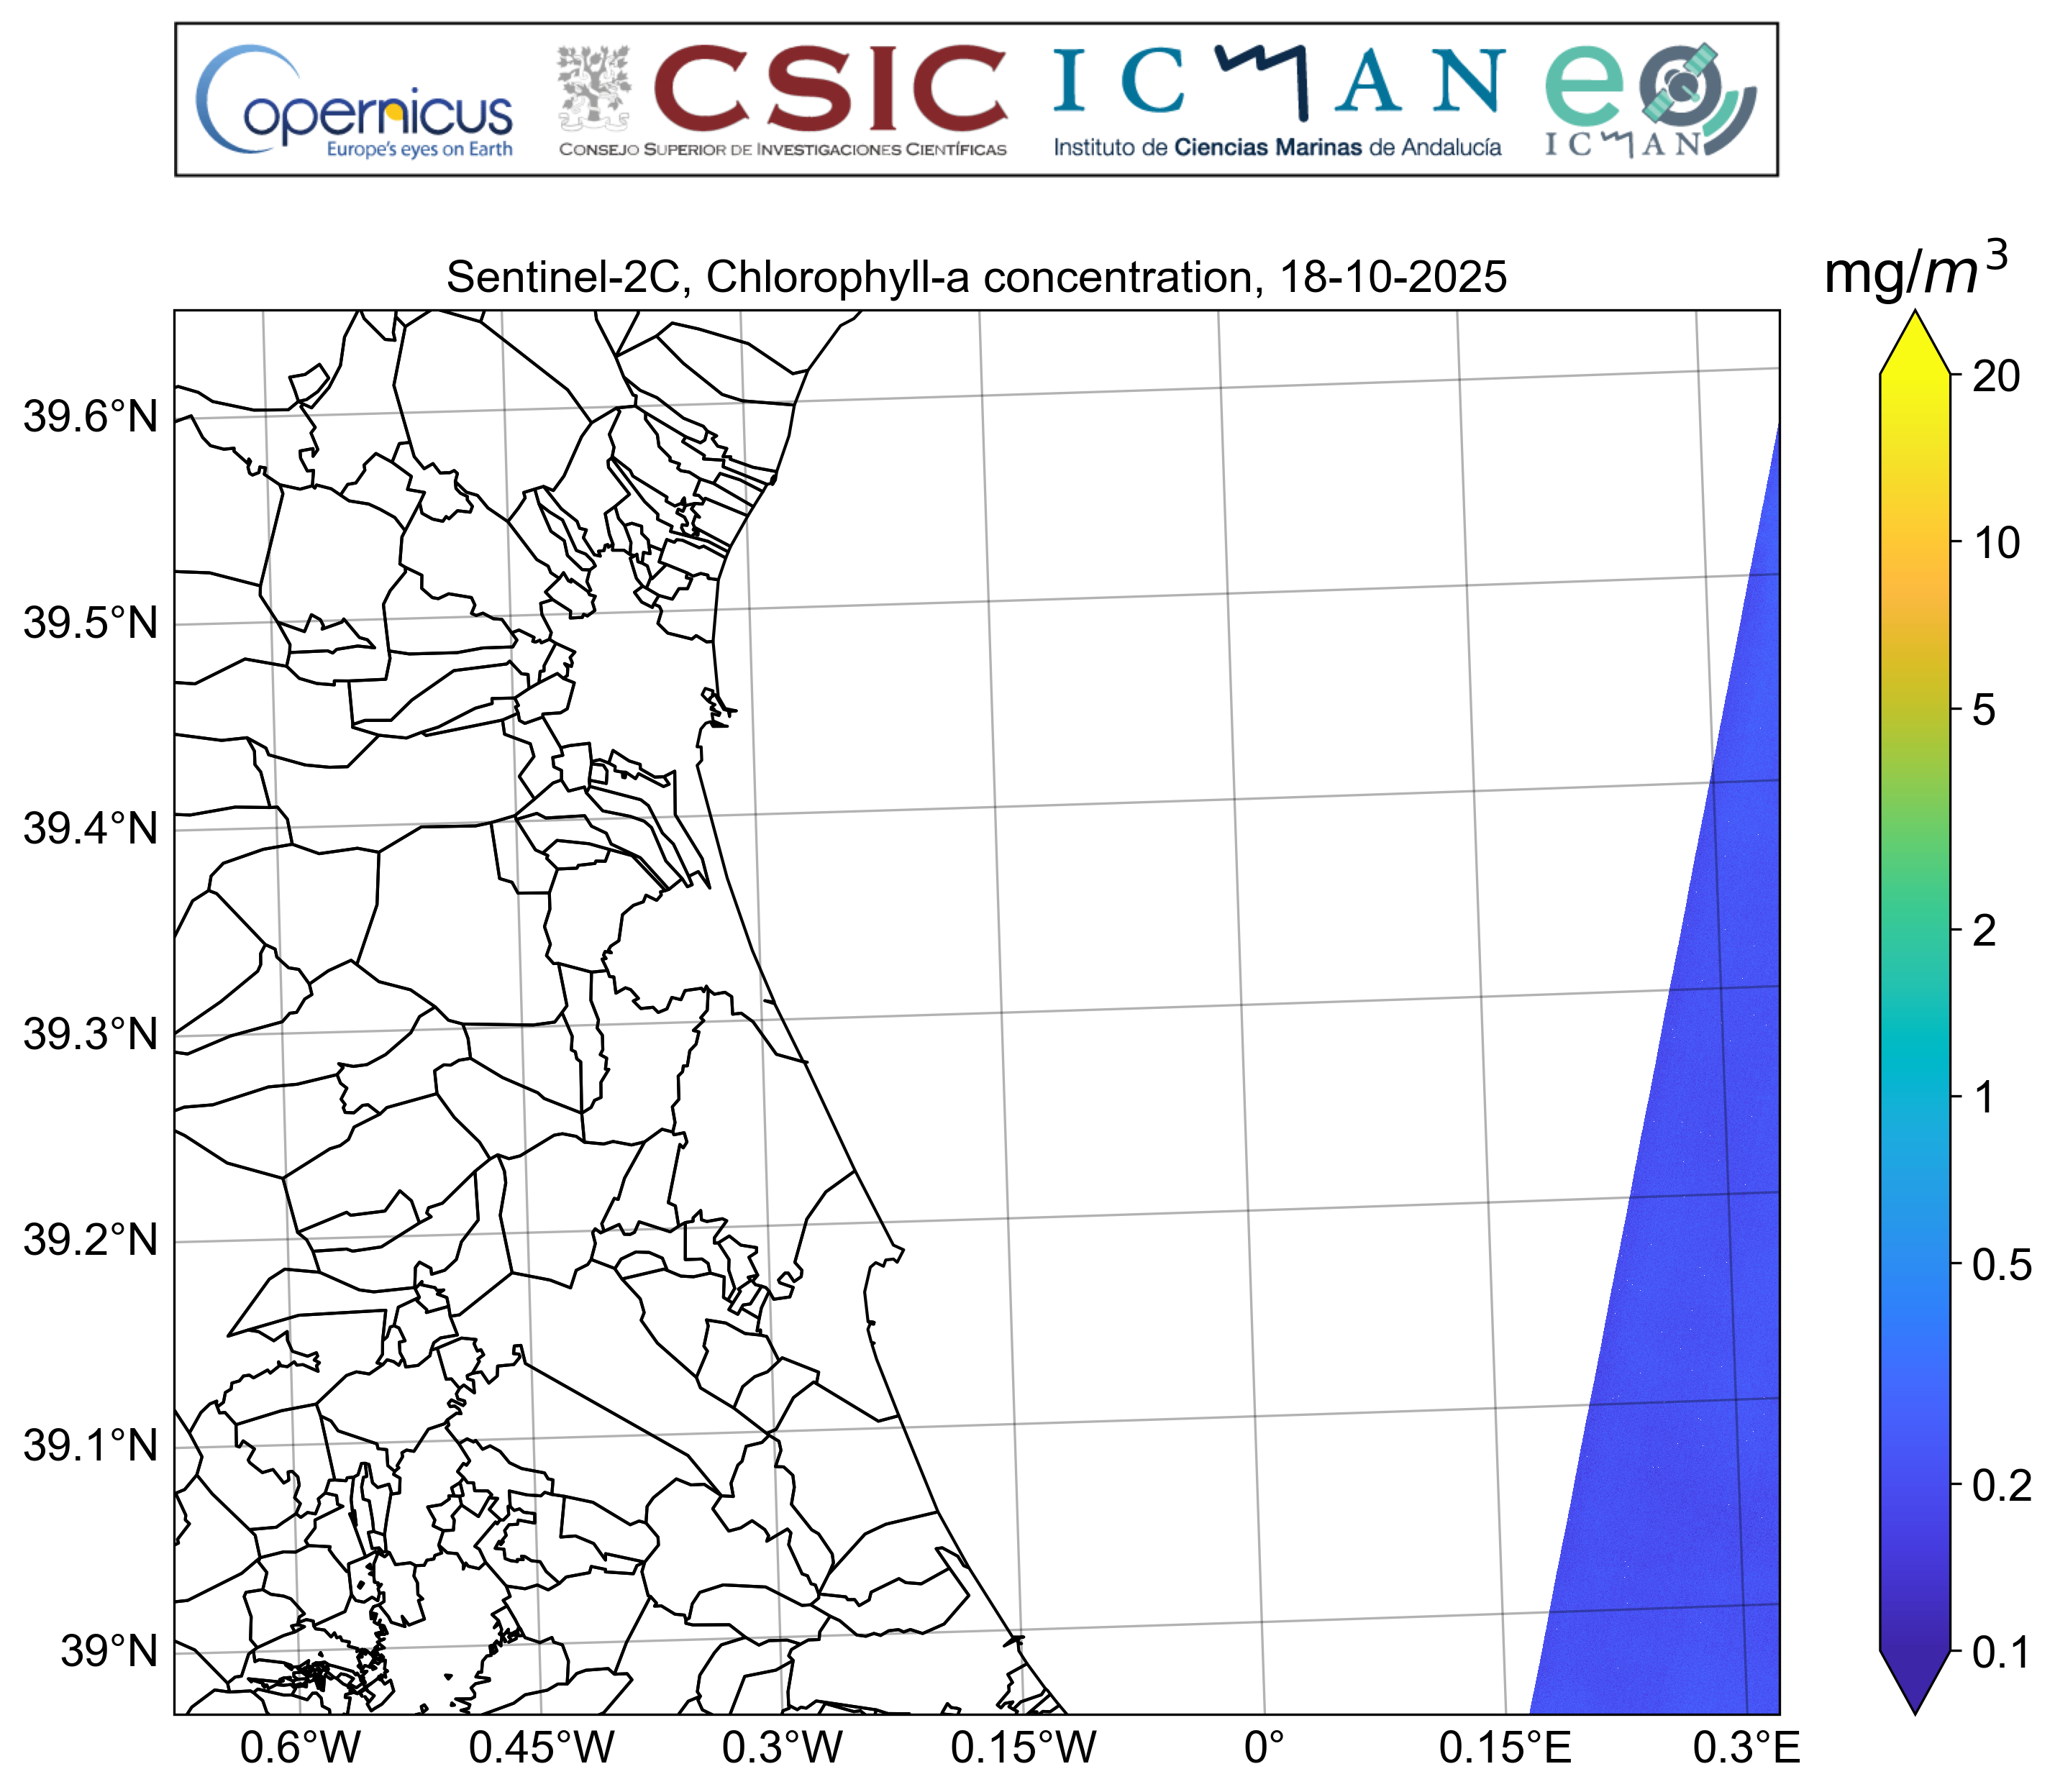 opernicus
Europe's eyes on Earth
CSIC
CONSEJO SUPERIOR DE INVESTIGACIONES CIENTÍFICAS
ICMAN
Instituto de Ciencias Marinas de Andalucía
eo
ICMAN
Sentinel-2C, Chlorophyll-a concentration, 18-10-2025
mg/m³
39.6°N
39.5°N
39.4°N
39.3°N
39.2°N
39.1°N
39°N
0.6°W 0.45°W 0.3°W 0.15°W 0° 0.15°E 0.3°E
20
10
5
2
1
0.5
0.2
0.1